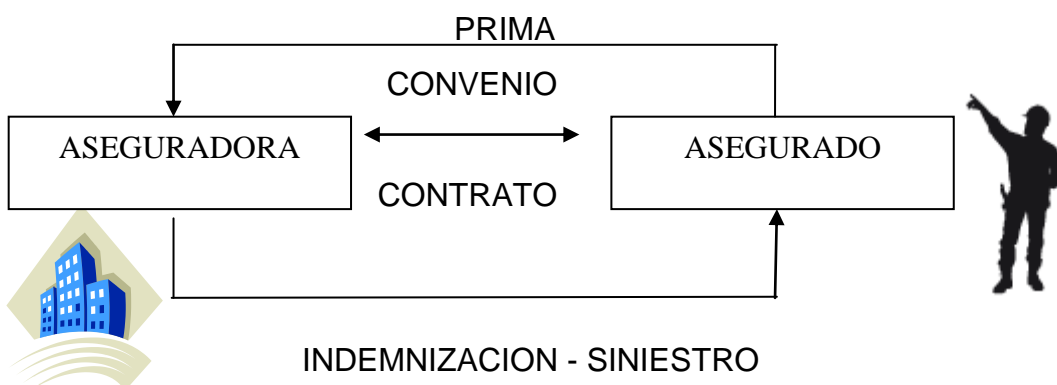 PRIMA
CONVENIO
ASEGURADORA
ASEGURADO
CONTRATO
INDEMNIZACION - SINIESTRO